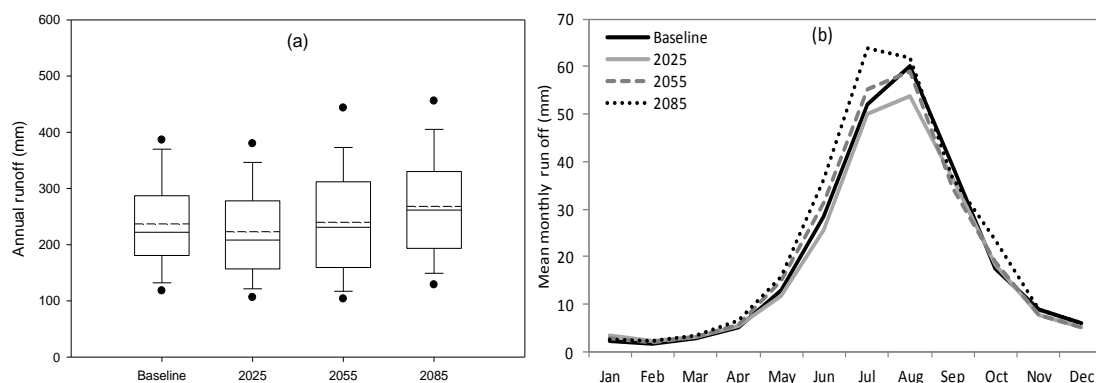 (a)
Annual runoff (mm)
600
500
400
300
200
100
0
Baseline 2025 2055 2085
(b)
Mean monthly run off (mm)
70
60
50
40
30
20
10
0
Baseline
2025
2055
2085
Jan Feb Mar Apr May Jun Jul Aug Sep Oct Nov Dec